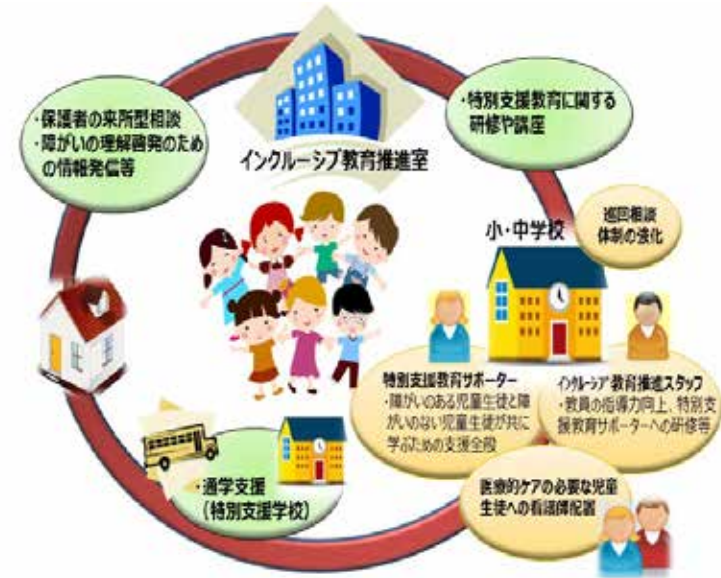 インクルーシブ教育推進室
・保護者の来所型相談
・障がいの理解啓発のため
の情報発信等
・特別支援教育に関する
研修や講座
巡回相談
体制の強化
小・中学校
特別支援教育サポーター
・障がいのある児童生徒と障
がいのない児童生徒が共に
学ぶための支援全般
インクルーシブ教育推進スタッフ
・教員の指導力向上、特別支
援教育サポーターへの研修等
・通学支援
（特別支援学校）
医療的ケアの必要な児童
生徒への看護師配置